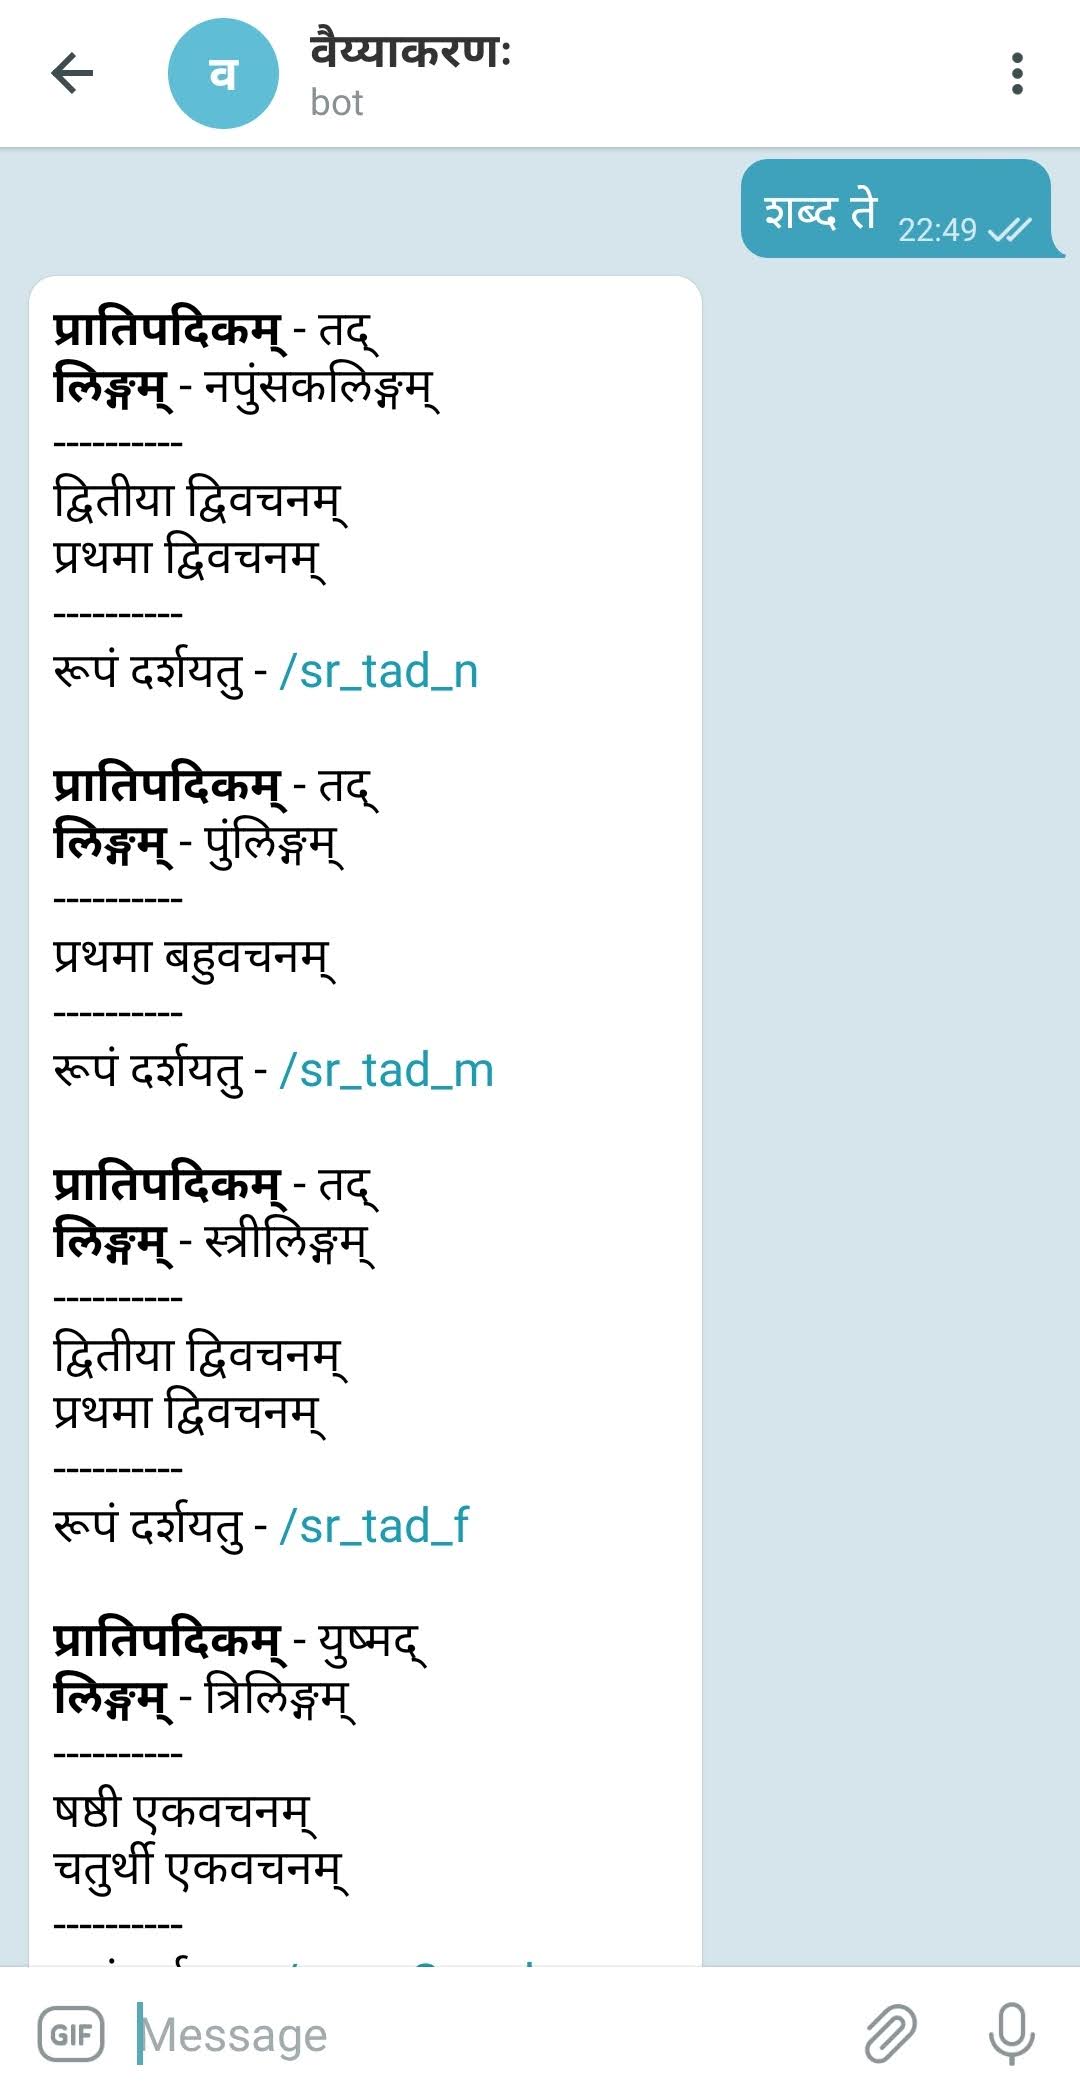 व
वैय्याकरणः
bot
शब्द ते 22:49
प्रातिपदिकम् - तद्
लिङ्गम् - नपुंसकलिङ्गम्
----------
द्वितीया द्विवचनम्
प्रथमा द्विवचनम्
----------
रूपं दर्शयतु - /sr_tad_n
प्रातिपदिकम् - तद्
लिङ्गम् - पुंलिङ्गम्
----------
प्रथमा बहुवचनम्
----------
रूपं दर्शयतु - /sr_tad_m
प्रातिपदिकम् - तद्
लिङ्गम् - स्त्रीलिङ्गम्
----------
द्वितीया द्विवचनम्
प्रथमा द्विवचनम्
----------
रूपं दर्शयतु - /sr_tad_f
प्रातिपदिकम् - युष्मद्
लिङ्गम् - त्रिलिङ्गम्
----------
षष्ठी एकवचनम्
चतुर्थी एकवचनम्
----------
GIF Message